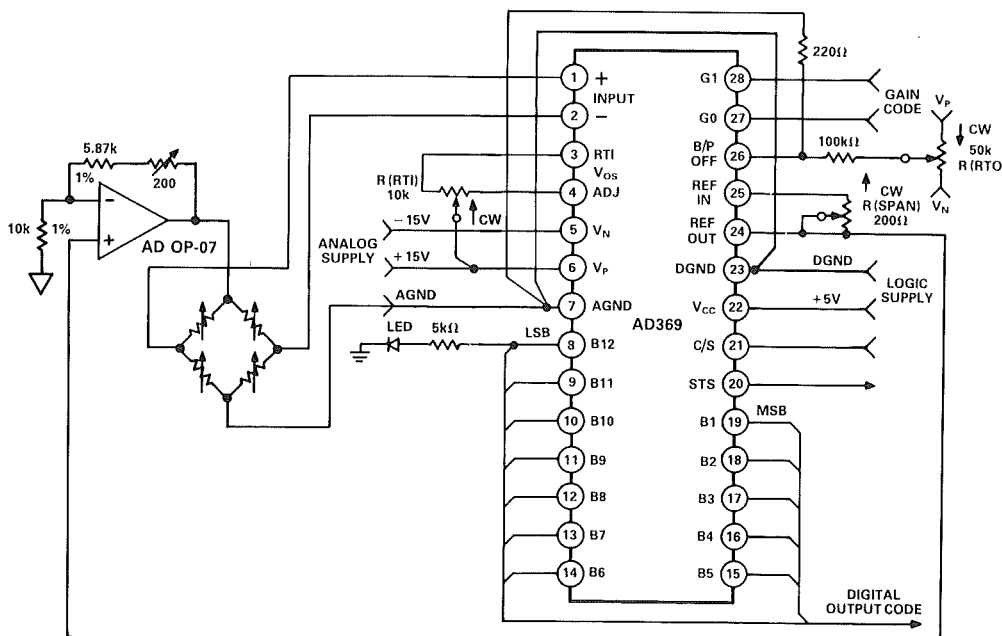 220Ω
1 +
INPUT
2 −
3 RTI
VOS
4 ADJ
5 VN
6 VP
7 AGND
8 B12
9 B11
10 B10
11 B9
12 B8
13 B7
14 B6
AD369
G1 28
G0 27
B/P
OFF 26
REF
IN 25
REF
OUT 24
DGND 23
VCC 22
C/S 21
STS 20
B1 19
B2 18
B3 17
B4 16
B5 15
GAIN
CODE
VP
CW
50k
R (RTO
VN
100kΩ
CW
R (SPAN)
200Ω
DGND
LOGIC
SUPPLY
+5V
MSB
DIGITAL
OUTPUT CODE
R (RTI)
10k
CW
−15V
ANALOG
SUPPLY
+15V
AGND
LED
5kΩ
LSB
5.87k
1%
200
10k
1%
−
+
AD OP-07